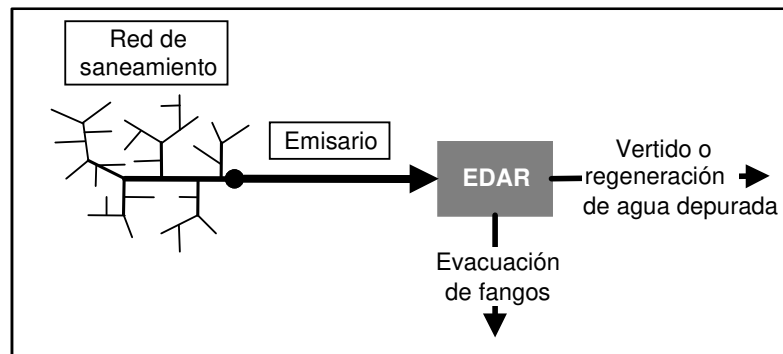 Red de
saneamiento
Emisario
EDAR
Vertido o
regeneración
de agua depurada
Evacuación
de fangos